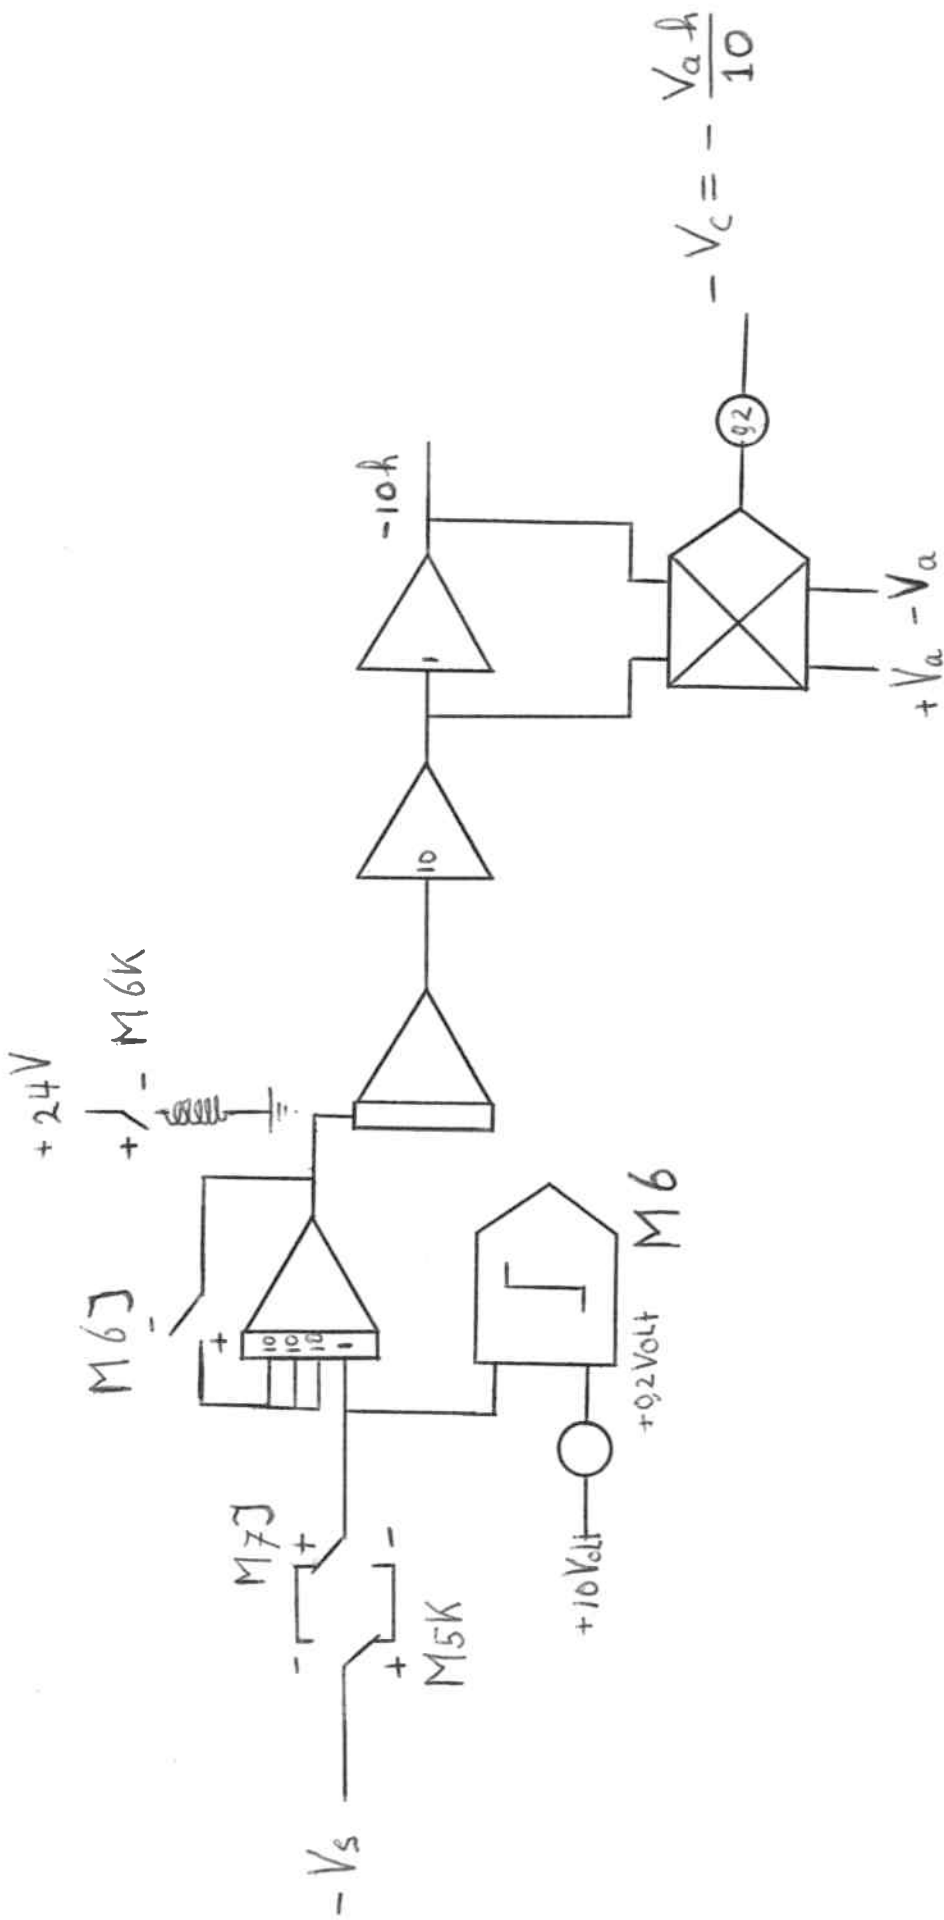 +24V
+ - M6K
M6J
- +
10
10
10
1
M7J
+
-
-
+
M5K
-Vs
+10Volt
+0,2VOLt
M6
10
1
-10h
+Va -Va
92
-Vc = - Va h
10